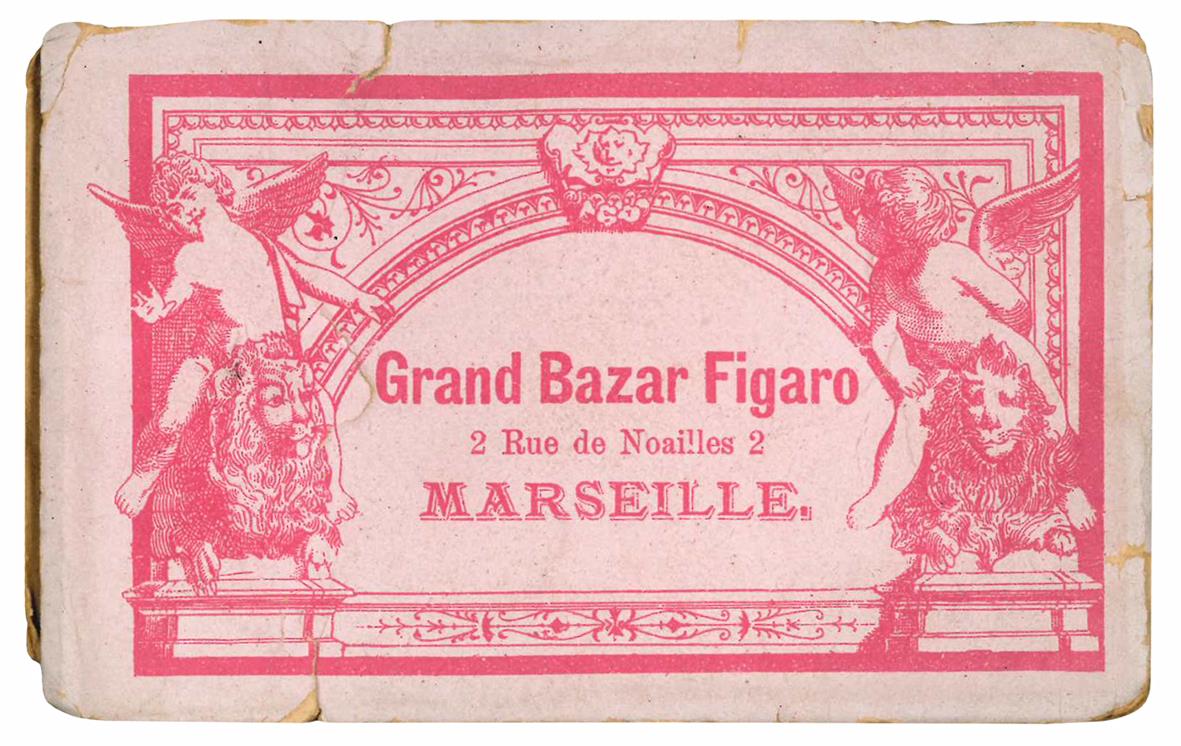 Grand Bazar Figaro
2 Rue de Noailles 2
MARSEILLE.